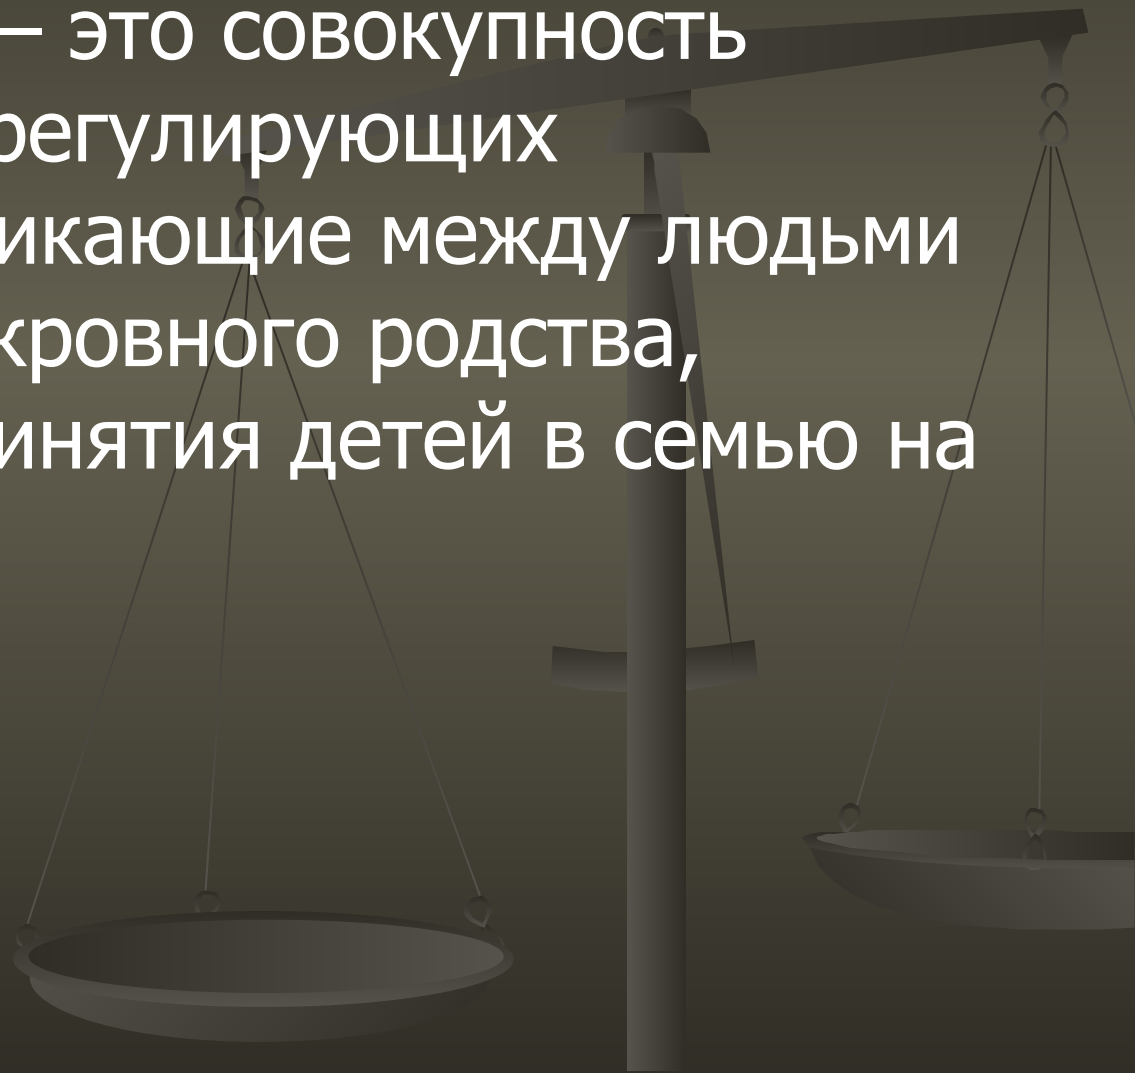 — это совокупность
регулирующих
икающие между людьми
кровного родства,
инятия детей в семью на